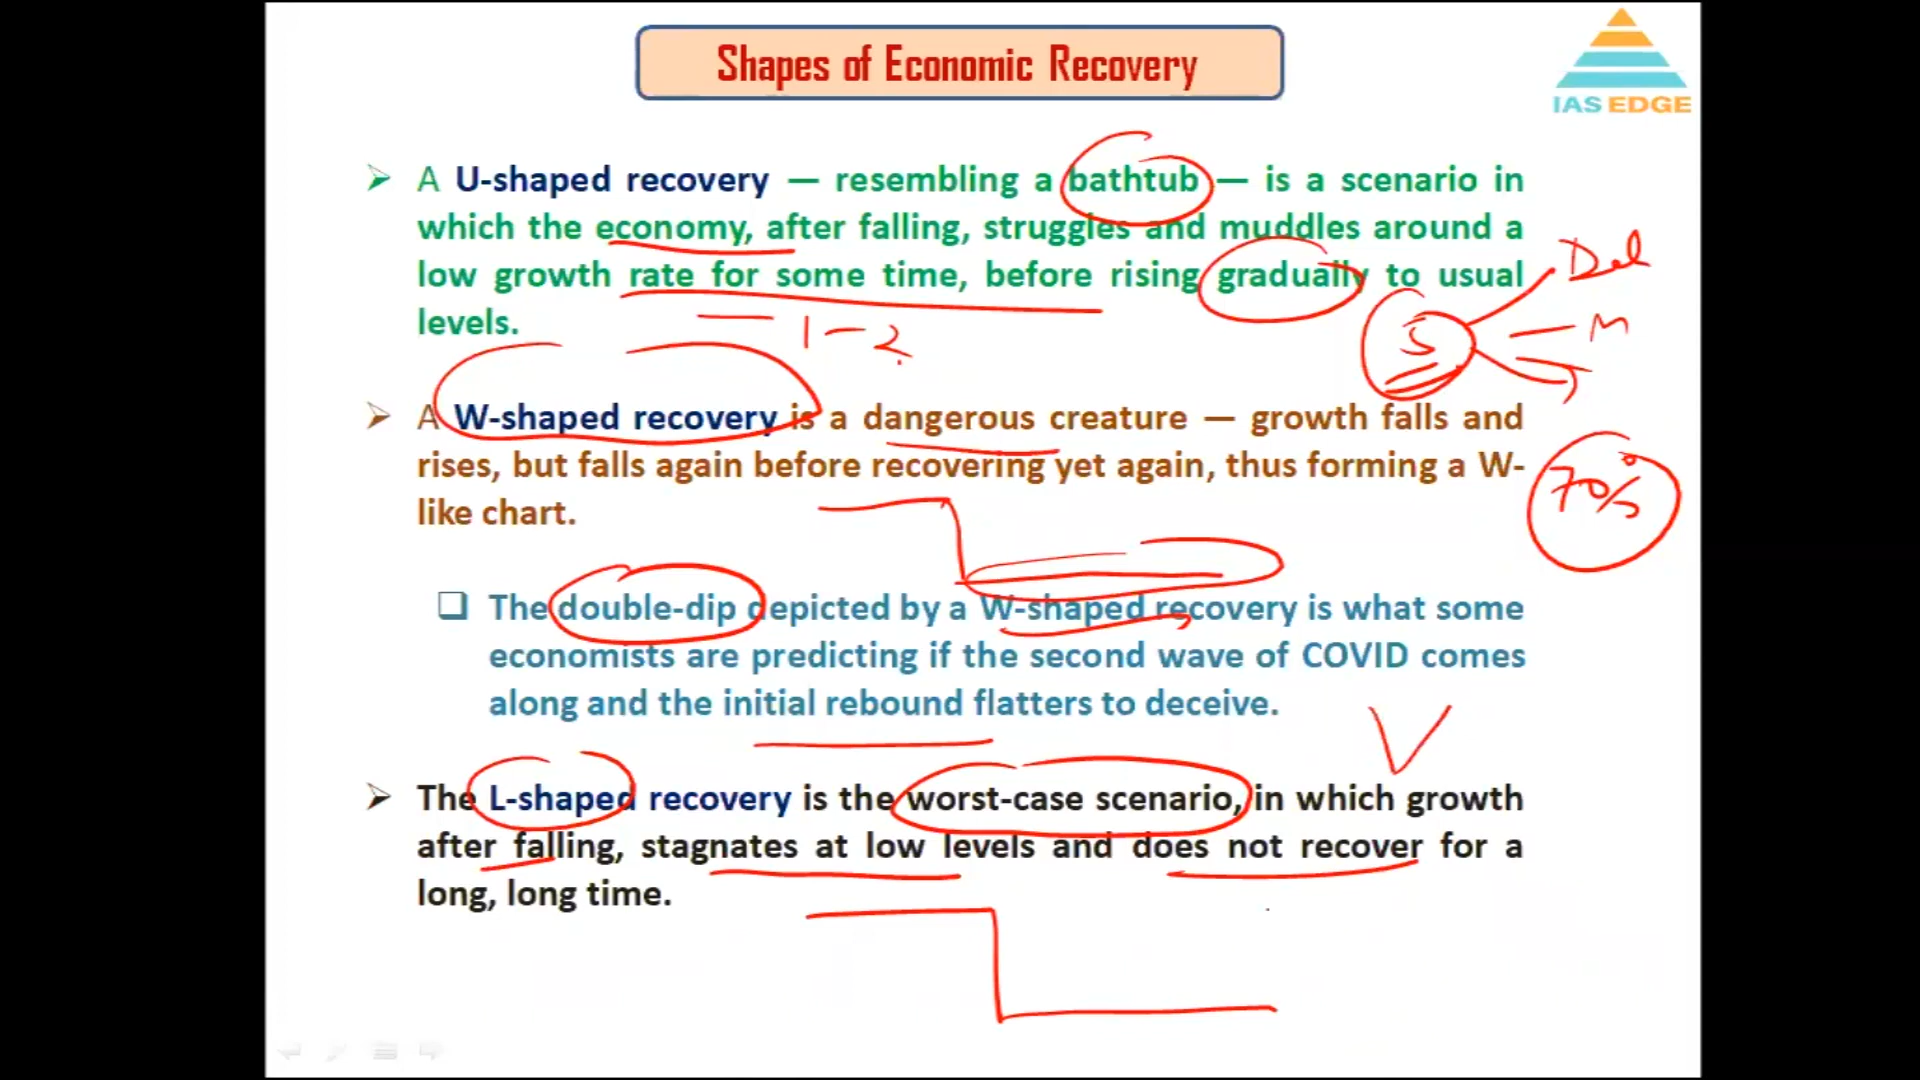 Shapes of Economic Recovery
IAS EDGE
A U-shaped recovery — resembling a bathtub — is a scenario in
which the economy, after falling, struggles and muddles around a
low growth rate for some time, before rising gradually to usual
levels.
1 – 2
S
Del
M
A W-shaped recovery is a dangerous creature — growth falls and
rises, but falls again before recovering yet again, thus forming a W-
like chart.
70%
The double-dip depicted by a W-shaped recovery is what some
economists are predicting if the second wave of COVID comes
along and the initial rebound flatters to deceive.
The L-shaped recovery is the worst-case scenario, in which growth
after falling, stagnates at low levels and does not recover for a
long, long time.